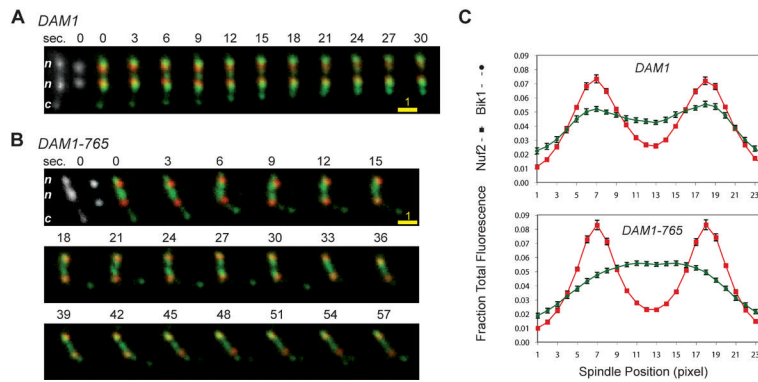 A
DAM1
sec. 0 0 3 6 9 12 15 18 21 24 27 30
n
n
c
1
B
DAM1-765
sec. 0 0 3 6 9 12 15
n
n
c
1
18 21 24 27 30 33 36
39 42 45 48 51 54 57
C
Fraction Total Fluorescence
Nuf2 - ■ Bik1 - ●
DAM1
0.09
0.08
0.07
0.06
0.05
0.04
0.03
0.02
0.01
0.00
1 3 5 7 9 11 13 15 17 19 21 23
DAM1-765
0.09
0.08
0.07
0.06
0.05
0.04
0.03
0.02
0.01
0.00
1 3 5 7 9 11 13 15 17 19 21 23
Spindle Position (pixel)